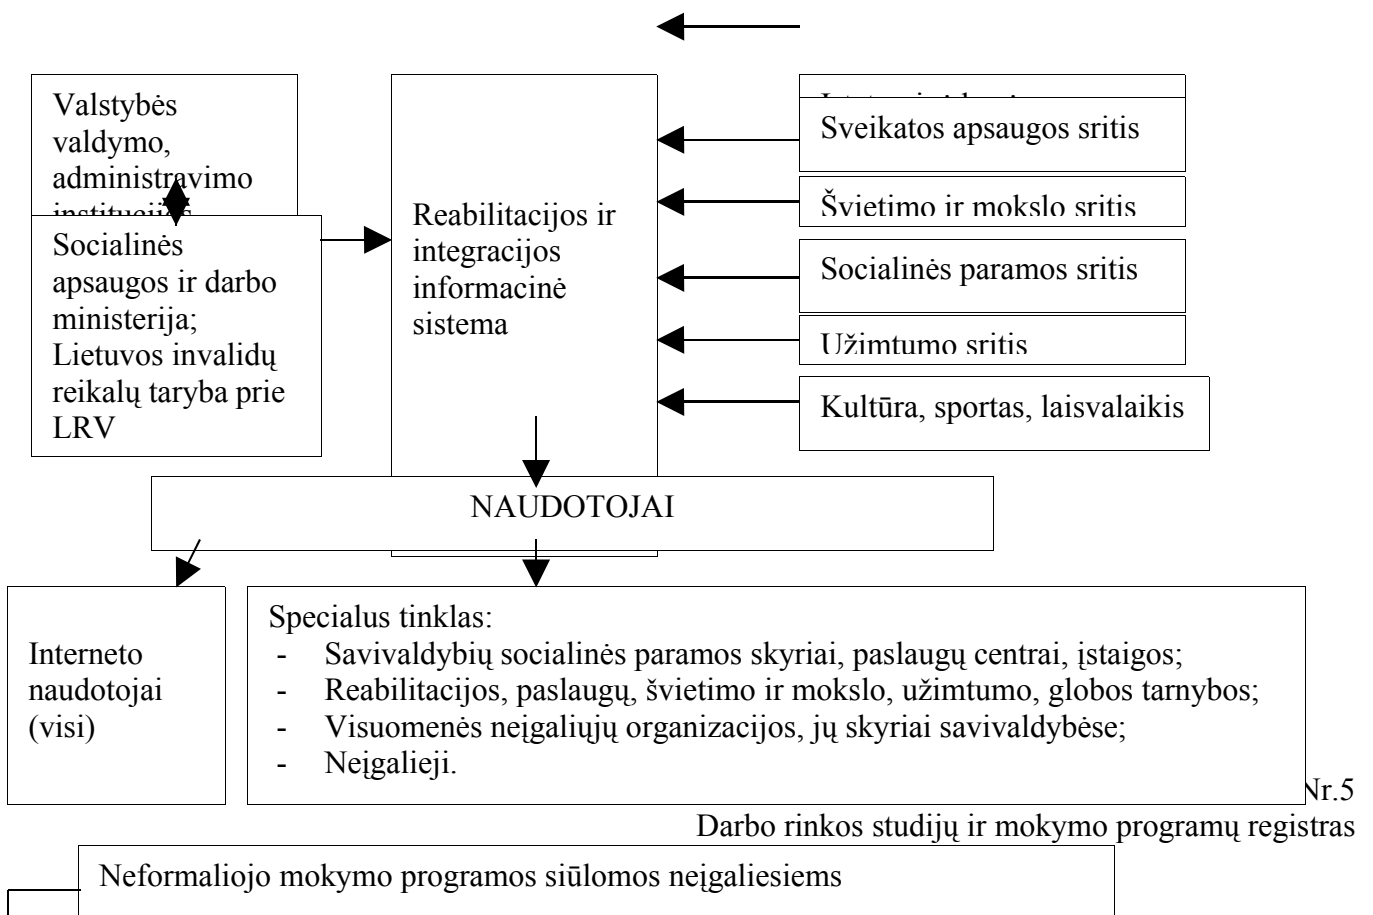 Valstybės
valdymo,
administravimo
institucijos
Socialinės
apsaugos ir darbo
ministerija;
Lietuvos invalidų
reikalų taryba prie
LRV
Reabilitacijos ir
integracijos
informacinė
sistema
Sveikatos apsaugos sritis
Švietimo ir mokslo sritis
Socialinės paramos sritis
Užimtumo sritis
Kultūra, sportas, laisvalaikis
NAUDOTOJAI
Interneto
naudotojai
(visi)
Specialus tinklas:
- Savivaldybių socialinės paramos skyriai, paslaugų centrai, įstaigos;
- Reabilitacijos, paslaugų, švietimo ir mokslo, užimtumo, globos tarnybos;
- Visuomenės neįgaliųjų organizacijos, jų skyriai savivaldybėse;
- Neįgalieji.
Nr.5
Darbo rinkos studijų ir mokymo programų registras
Neformaliojo mokymo programos siūlomos neįgaliesiems